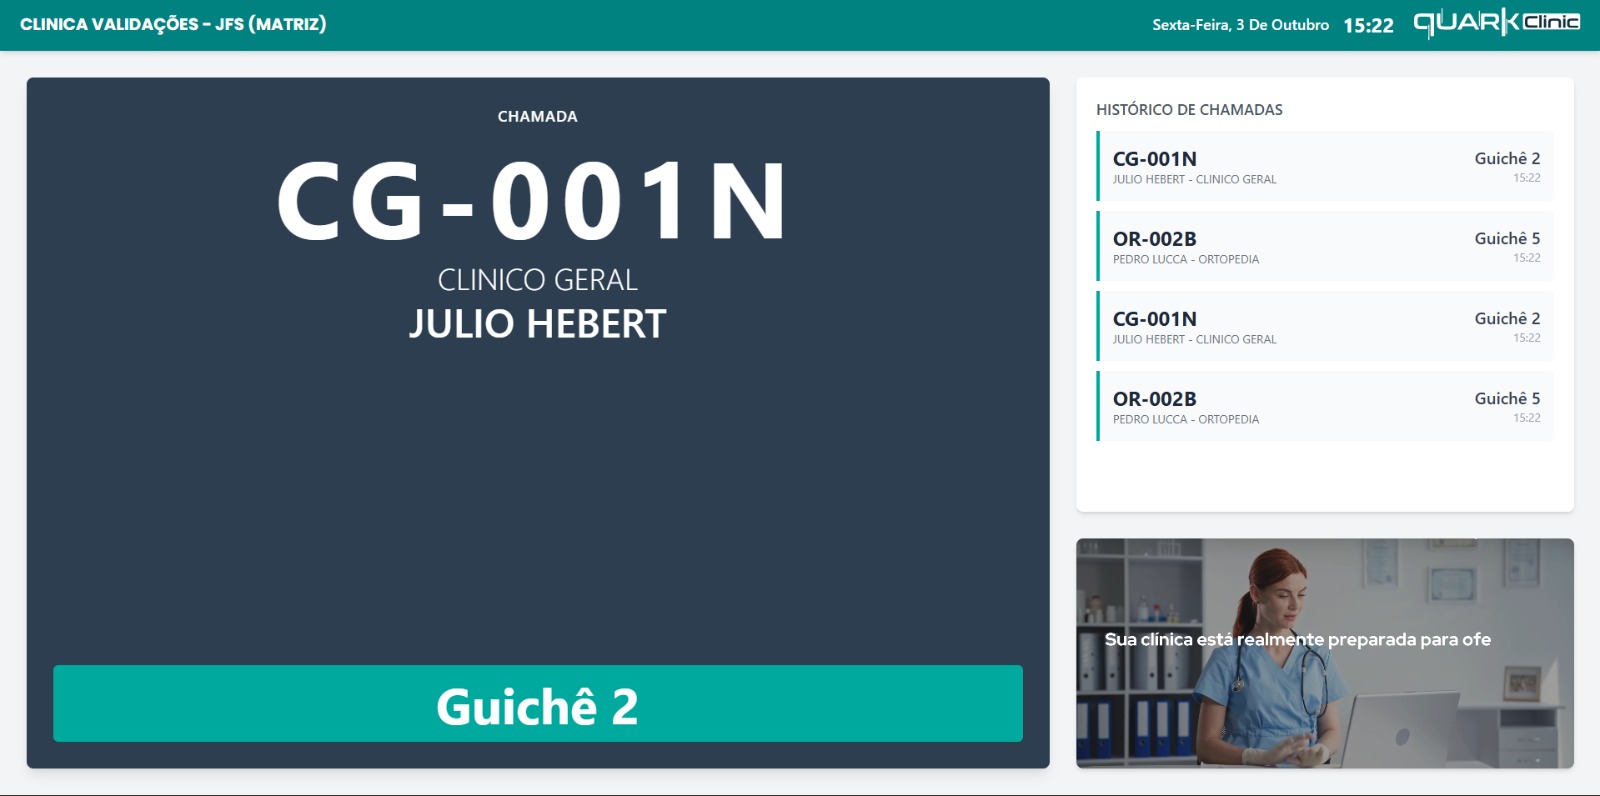 CLINICA VALIDAÇÕES - JFS (MATRIZ)
Sexta-Feira, 3 De Outubro 15:22 QUARK Clinic
CHAMADA
CG-001N
CLINICO GERAL
JULIO HEBERT
Guichê 2
HISTÓRICO DE CHAMADAS
CG-001N Guichê 2
JULIO HEBERT - CLINICO GERAL 15:22
OR-002B Guichê 5
PEDRO LUCCA - ORTOPEDIA 15:22
CG-001N Guichê 2
JULIO HEBERT - CLINICO GERAL 15:22
OR-002B Guichê 5
PEDRO LUCCA - ORTOPEDIA 15:22
Sua clínica está realmente preparada para ofe